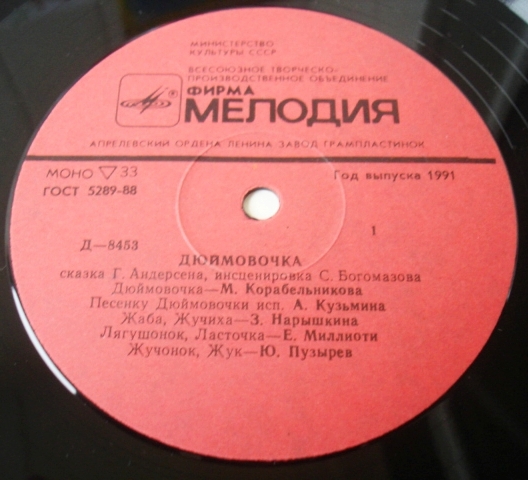 МИНИСТЕРСТВО
КУЛЬТУРЫ СССР
ВСЕСОЮЗНОЕ ТВОРЧЕСКО-
ПРОИЗВОДСТВЕННОЕ ОБЪЕДИНЕНИЕ
ФИРМА
МЕЛОДИЯ
АПРЕЛЕВСКИЙ ОРДЕНА ЛЕНИНА ЗАВОД ГРАМПЛАСТИНОК
МОНО ▽ 33
Год выпуска 1991
ГОСТ 5289-88
1
Д—8453
ДЮЙМОВОЧКА
сказка Г. Андерсена, инсценировка С. Богомазова
Дюймовочка—М. Корабельникова
Песенку Дюймовочки исп. А. Кузьмина
Жаба, Жучиха—З. Нарышкина
Лягушонок, Ласточка—Е. Миллиоти
Жучонок, Жук—Ю. Пузырев